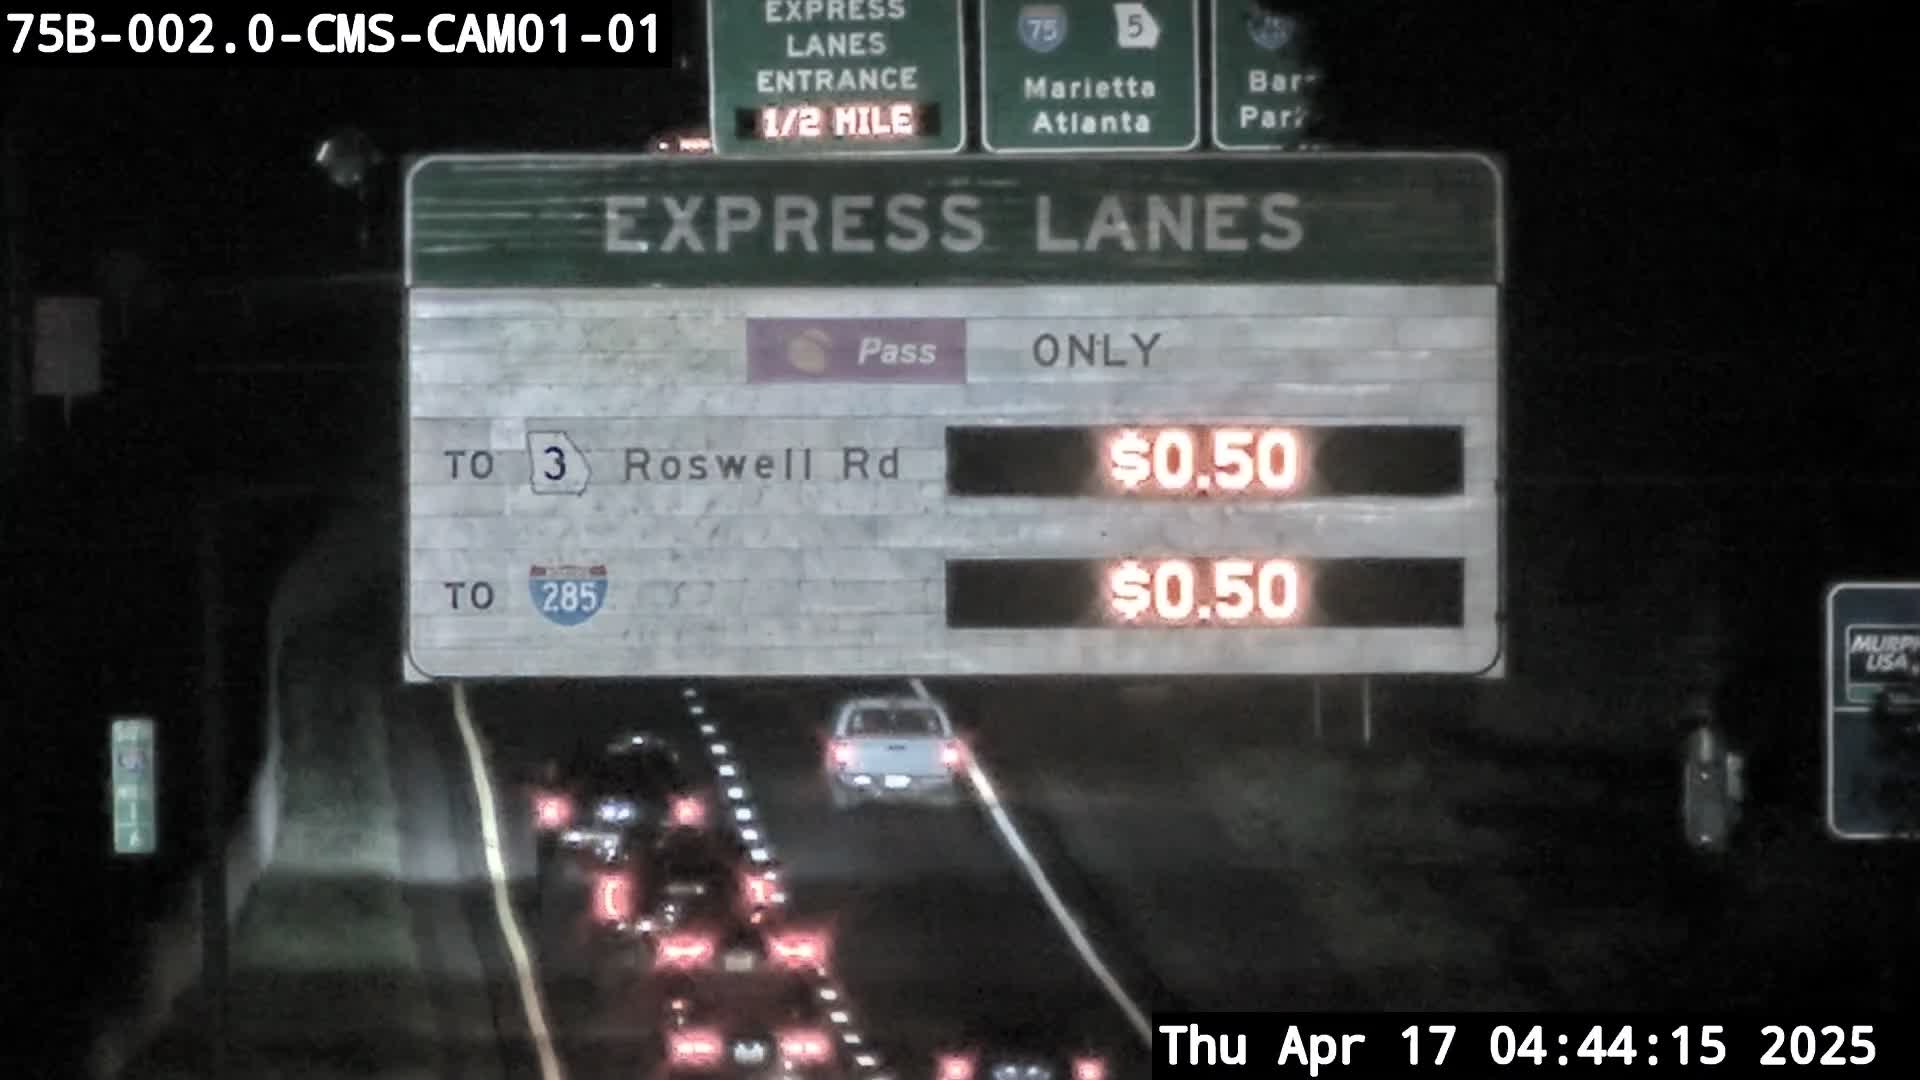 75B-002.0-CMS-CAM01-01
EXPRESS
LANES
ENTRANCE
1/2 MILE
75
5
Marietta
Atlanta
EXPRESS LANES
Pass ONLY
TO 3 Roswell Rd $0.50
TO 285 $0.50
USA
Thu Apr 17 04:44:15 2025